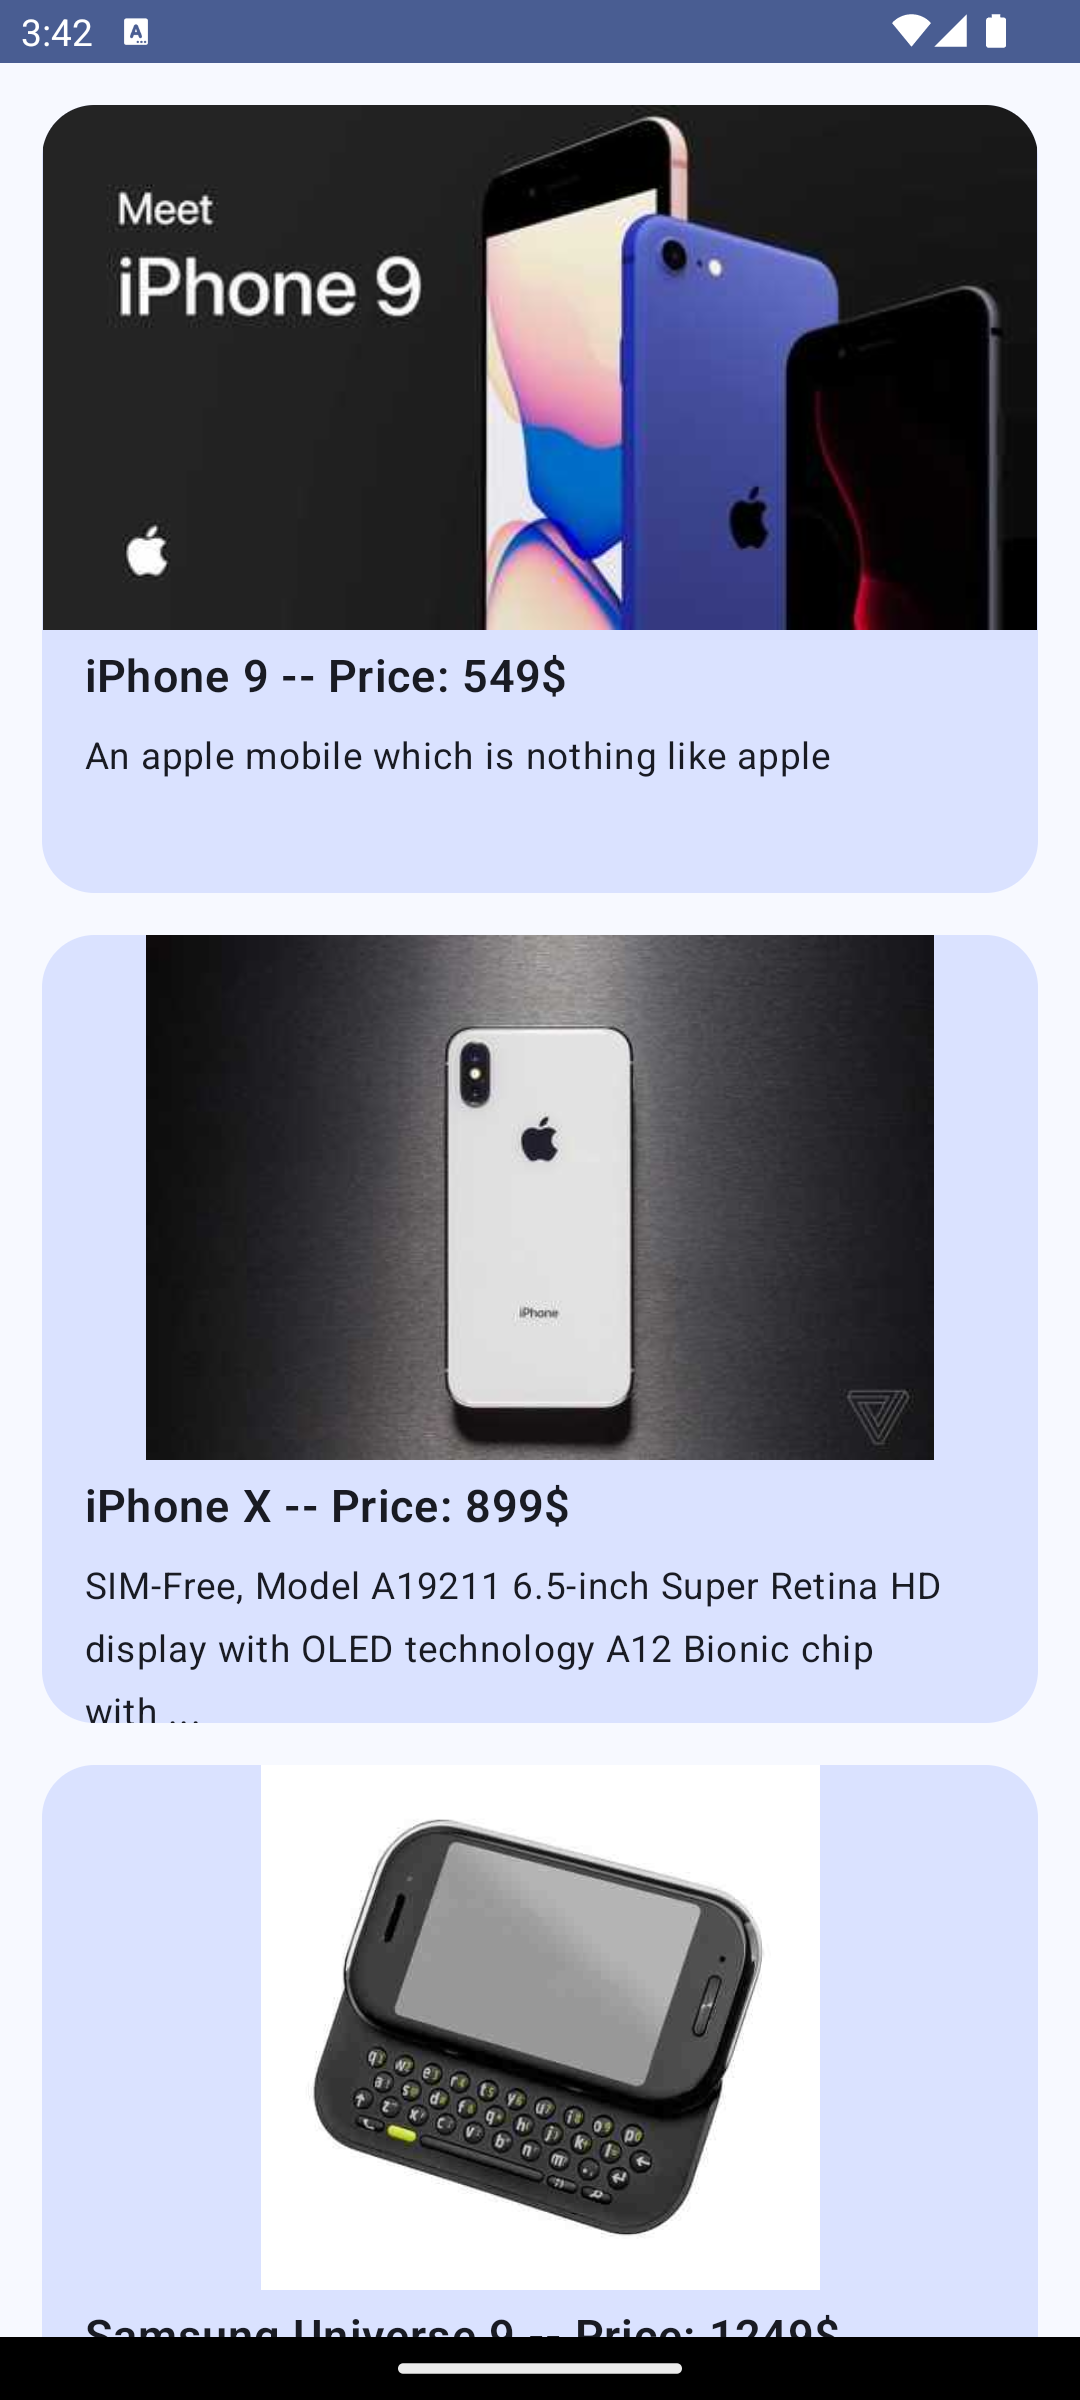 3:42
Meet
iPhone 9
iPhone 9 -- Price: 549$
An apple mobile which is nothing like apple
iPhone
iPhone X -- Price: 899$
SIM-Free, Model A19211 6.5-inch Super Retina HD
display with OLED technology A12 Bionic chip
with ...
Samsung Universe 9 -- Price: 1249$